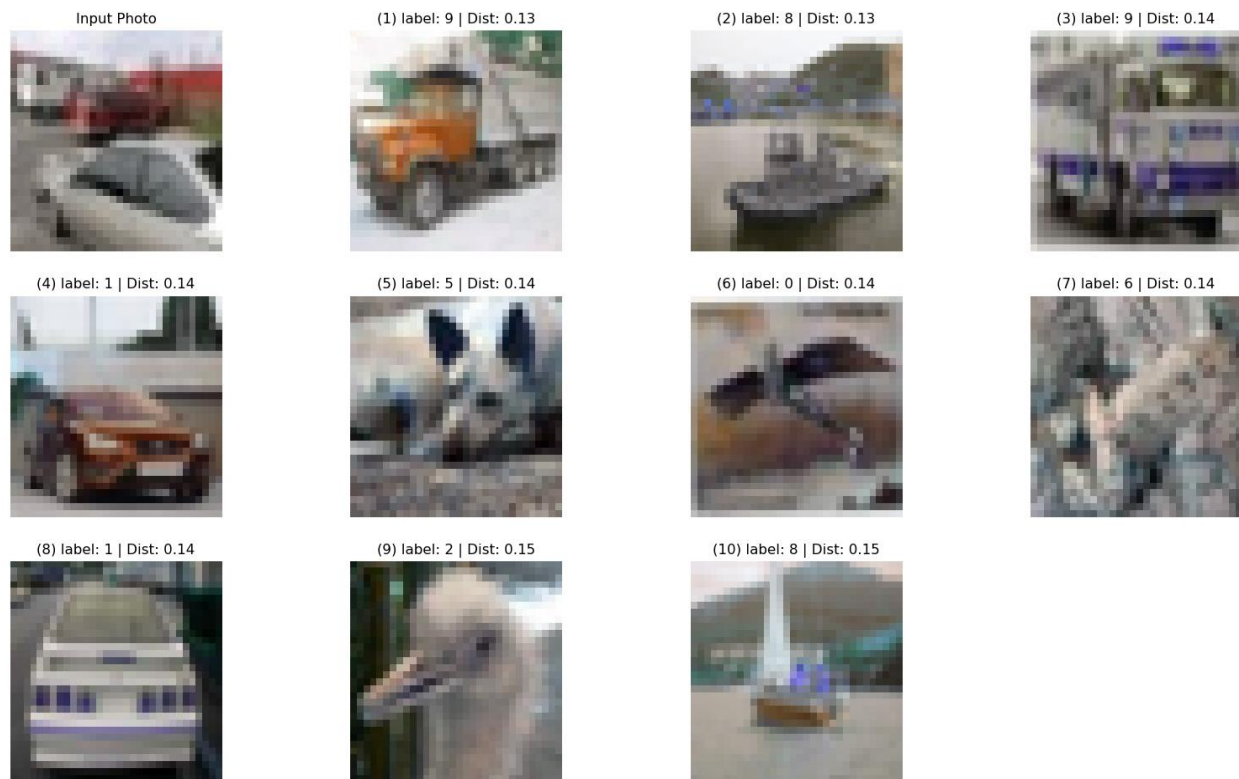 Input Photo
(1) label: 9 | Dist: 0.13
(2) label: 8 | Dist: 0.13
(3) label: 9 | Dist: 0.14
(4) label: 1 | Dist: 0.14
(5) label: 5 | Dist: 0.14
(6) label: 0 | Dist: 0.14
(7) label: 6 | Dist: 0.14
(8) label: 1 | Dist: 0.14
(9) label: 2 | Dist: 0.15
(10) label: 8 | Dist: 0.15